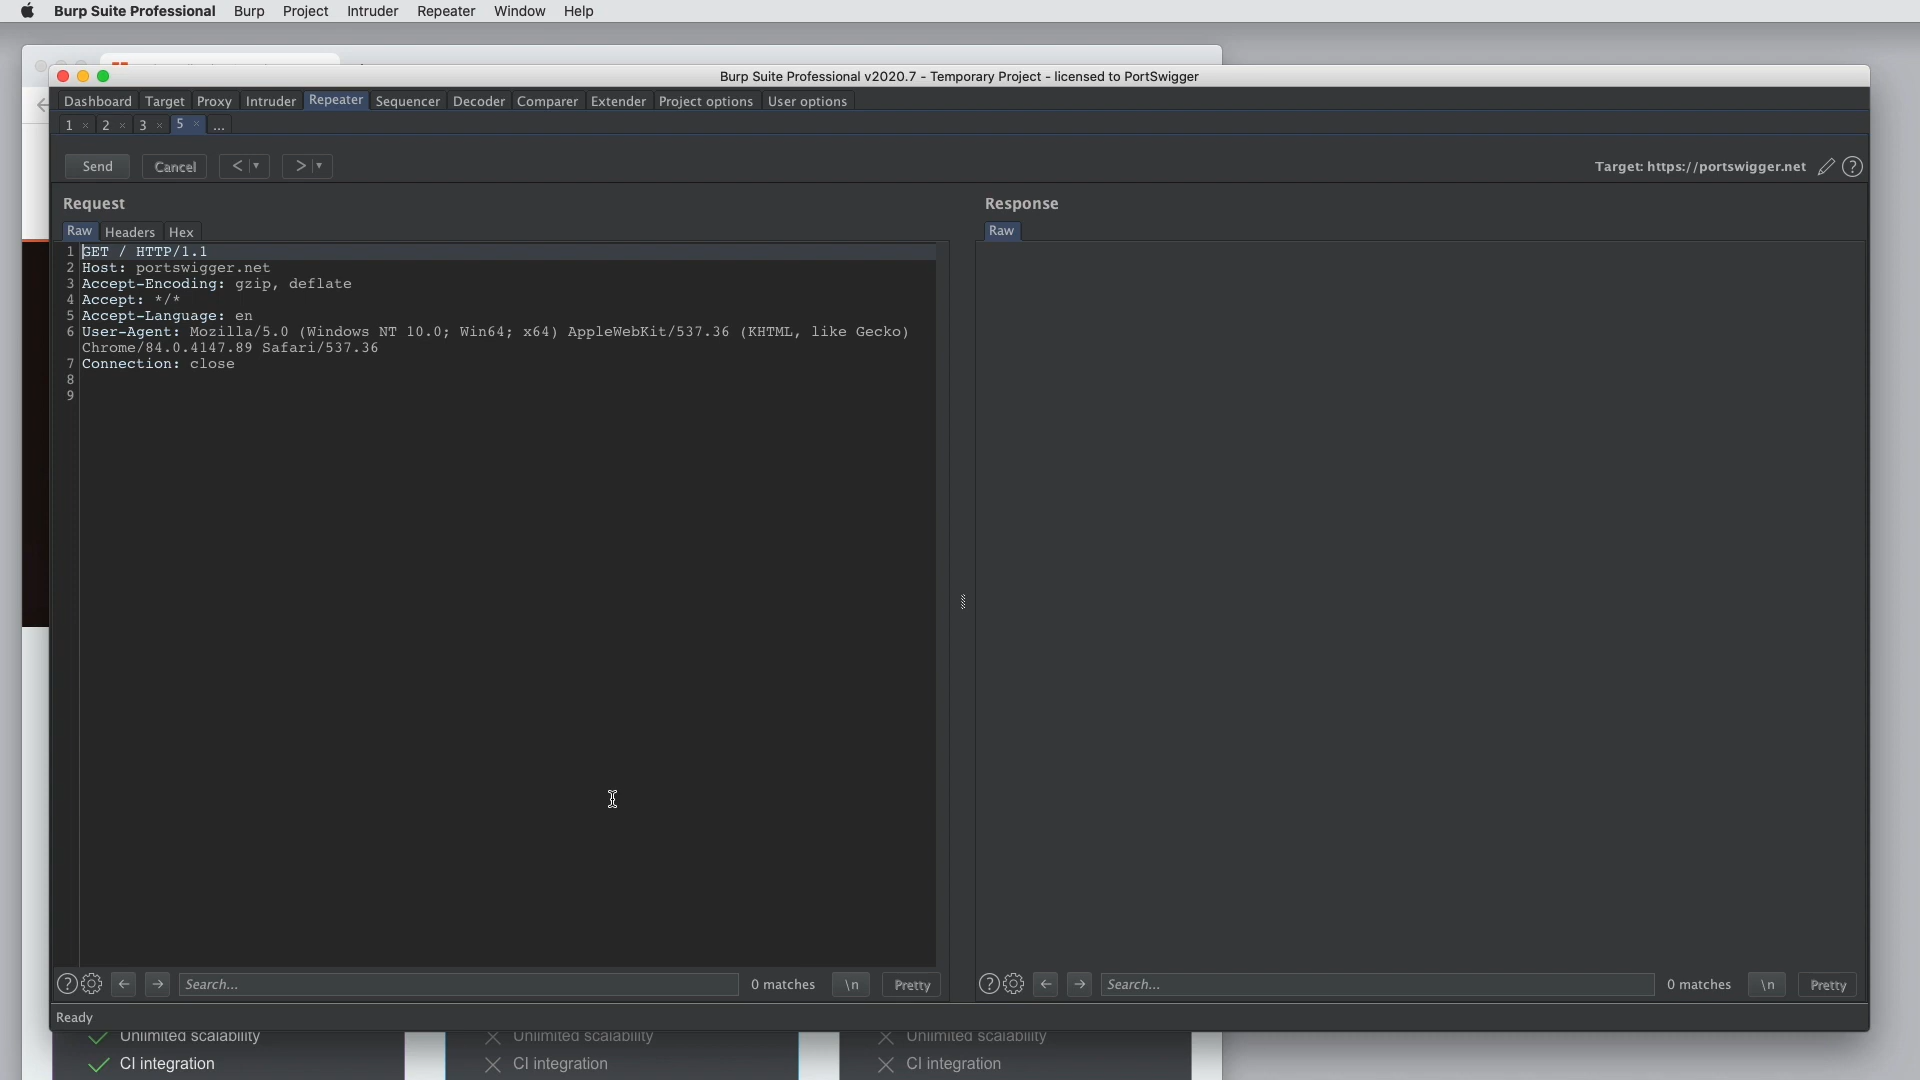 Burp Suite Professional Burp Project Intruder Repeater Window Help
Burp Suite Professional v2020.7 - Temporary Project - licensed to PortSwigger
Dashboard Target Proxy Intruder Repeater Sequencer Decoder Comparer Extender Project options User options
1 × 2 × 3 × 5 × ...
Send Cancel < > Target: https://portswigger.net ?
Request Response
Raw Headers Hex Raw
1 GET / HTTP/1.1
2 Host: portswigger.net
3 Accept-Encoding: gzip, deflate
4 Accept: */*
5 Accept-Language: en
6 User-Agent: Mozilla/5.0 (Windows NT 10.0; Win64; x64) AppleWebKit/537.36 (KHTML, like Gecko)
Chrome/84.0.4147.89 Safari/537.36
7 Connection: close
8
9
? Search... 0 matches \n Pretty ? Search... 0 matches \n Pretty
Ready
Unlimited scalability Unlimited scalability Unlimited scalability
CI integration CI integration CI integration